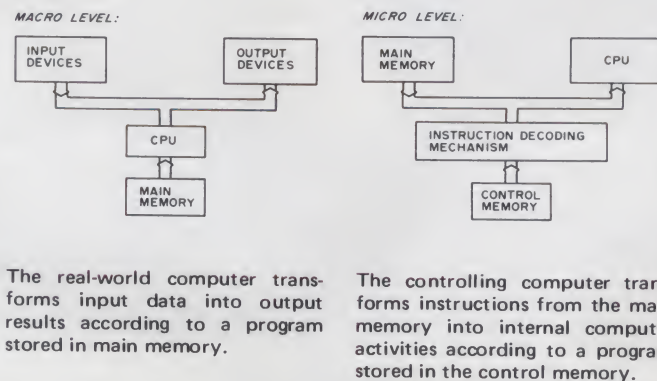 MACRO LEVEL:
INPUT
DEVICES
OUTPUT
DEVICES
CPU
MAIN
MEMORY
The real-world computer trans-
forms input data into output
results according to a program
stored in main memory.
MICRO LEVEL:
MAIN
MEMORY
CPU
INSTRUCTION DECODING
MECHANISM
CONTROL
MEMORY
The controlling computer tran
forms instructions from the ma
memory into internal comput
activities according to a progra
stored in the control memory.